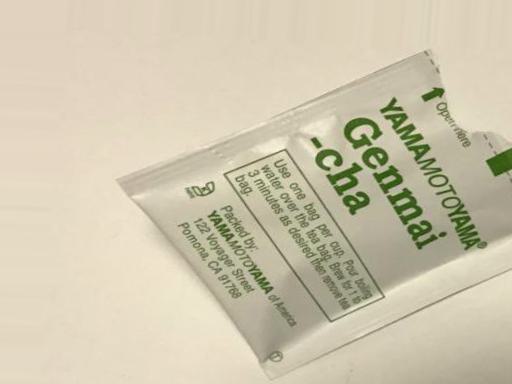 Open Here
YAMAMOTOYAMA®
Genmai
-cha
Use one bag per cup. Pour boiling
water over the tea bag. Brew for 1 to
3 minutes as desired then remove tea
bag.
Packed by:
YAMAMOTOYAMA of America
122 Voyager Street
Pomona, CA 91768